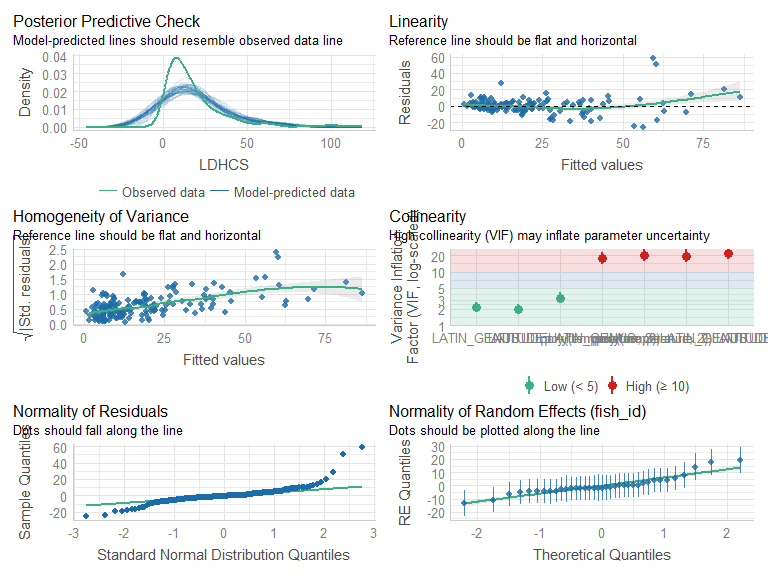 Posterior Predictive Check
Model-predicted lines should resemble observed data line
0.04
0.03
0.02
0.01
0.00
Density
-50
0
50
100
LDHCS
Observed data
Model-predicted data
Linearity
Reference line should be flat and horizontal
60
40
20
0
-20
Residuals
0
25
50
75
Fitted values
Homogeneity of Variance
Reference line should be flat and horizontal
2.5
2.0
1.5
1.0
0.5
0.0
√|Std. residuals|
0
25
50
75
Fitted values
Collinearity
High collinearity (VIF) may inflate parameter uncertainty
20
10
5
2
1
Variance Inflation
Factor (VIF, log-scaled)
Low (< 5)
High (≥ 10)
Normality of Residuals
Dots should fall along the line
60
40
20
0
-20
Sample Quantiles
-3
-2
-1
0
1
2
3
Standard Normal Distribution Quantiles
Normality of Random Effects (fish_id)
Dots should be plotted along the line
30
20
10
0
-10
-20
RE Quantiles
-2
-1
0
1
2
Theoretical Quantiles